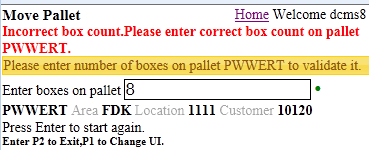 Move Pallet Home Welcome dcms8
Incorrect box count.Please enter correct box count on pallet
PWWERT.
Please enter number of boxes on pallet PWWERT to validate it.
Enter boxes on pallet 8
PWWERT Area FDK Location 1111 Customer 10120
Press Enter to start again.
Enter P2 to Exit,P1 to Change UI.